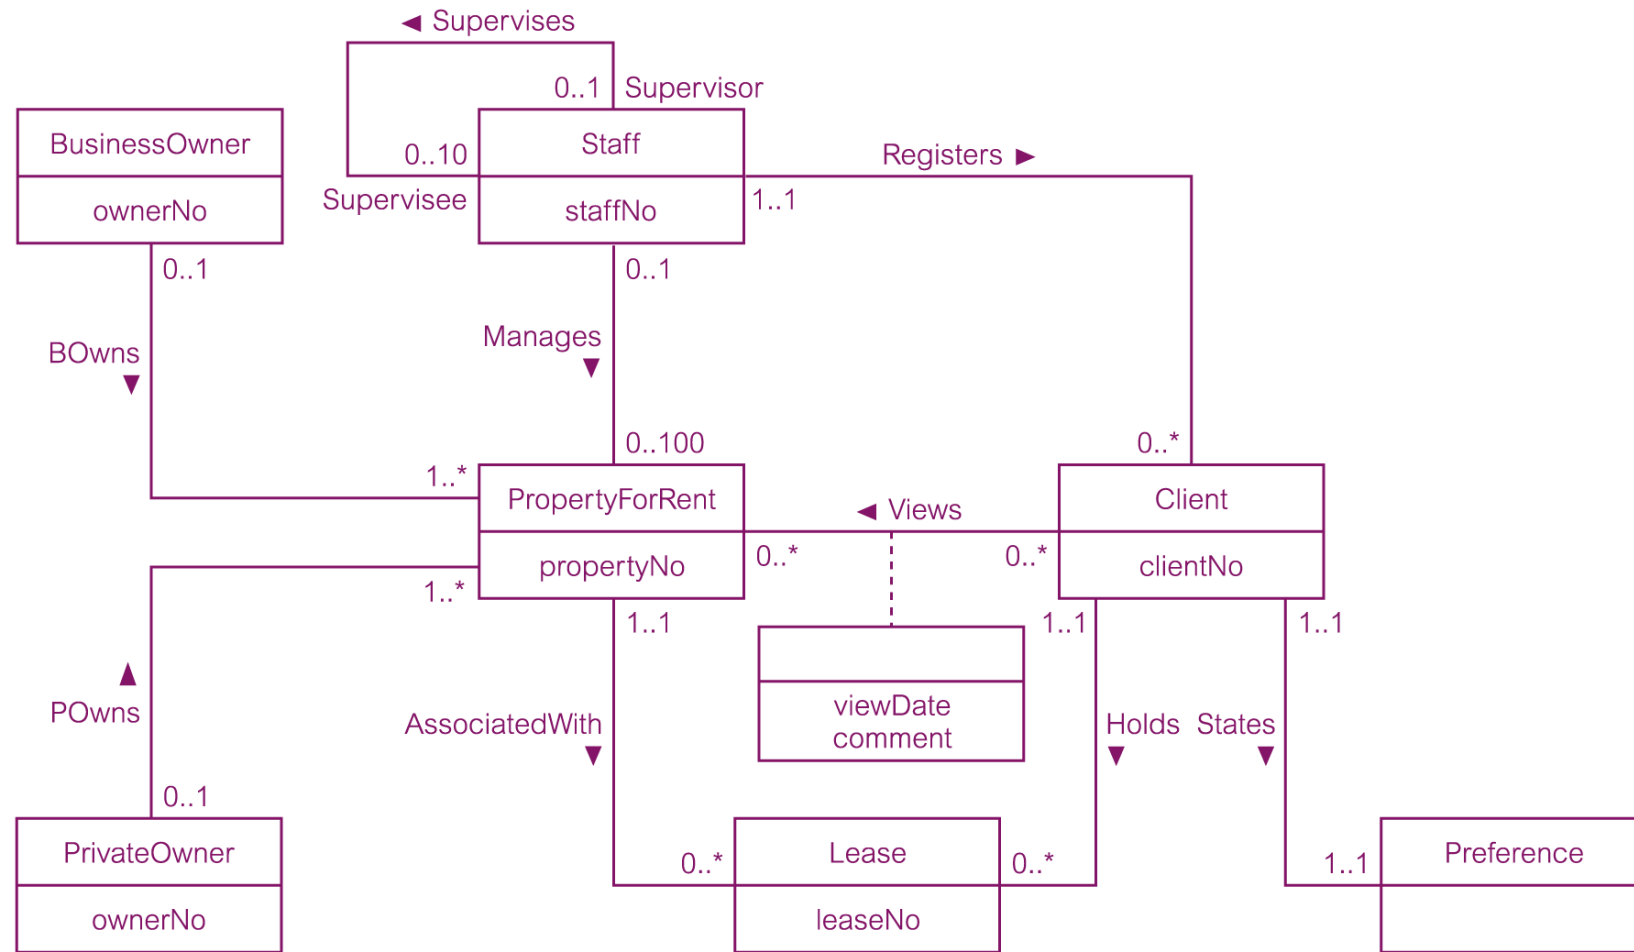 ◄ Supervises
0..1 Supervisor
BusinessOwner
ownerNo
0..1
Staff
staffNo
0..10
Supervisee
Registers ►
1..1
0..1
BOwns
▼
Manages
▼
0..100
0..*
1..*
PropertyForRent
propertyNo
◄ Views
0..*
0..*
Client
clientNo
1..*
1..1
1..1
1..1
viewDate
comment
▲
POwns
AssociatedWith
▼
Holds
▼
States
▼
0..1
PrivateOwner
ownerNo
0..*
Lease
leaseNo
0..*
1..1
Preference